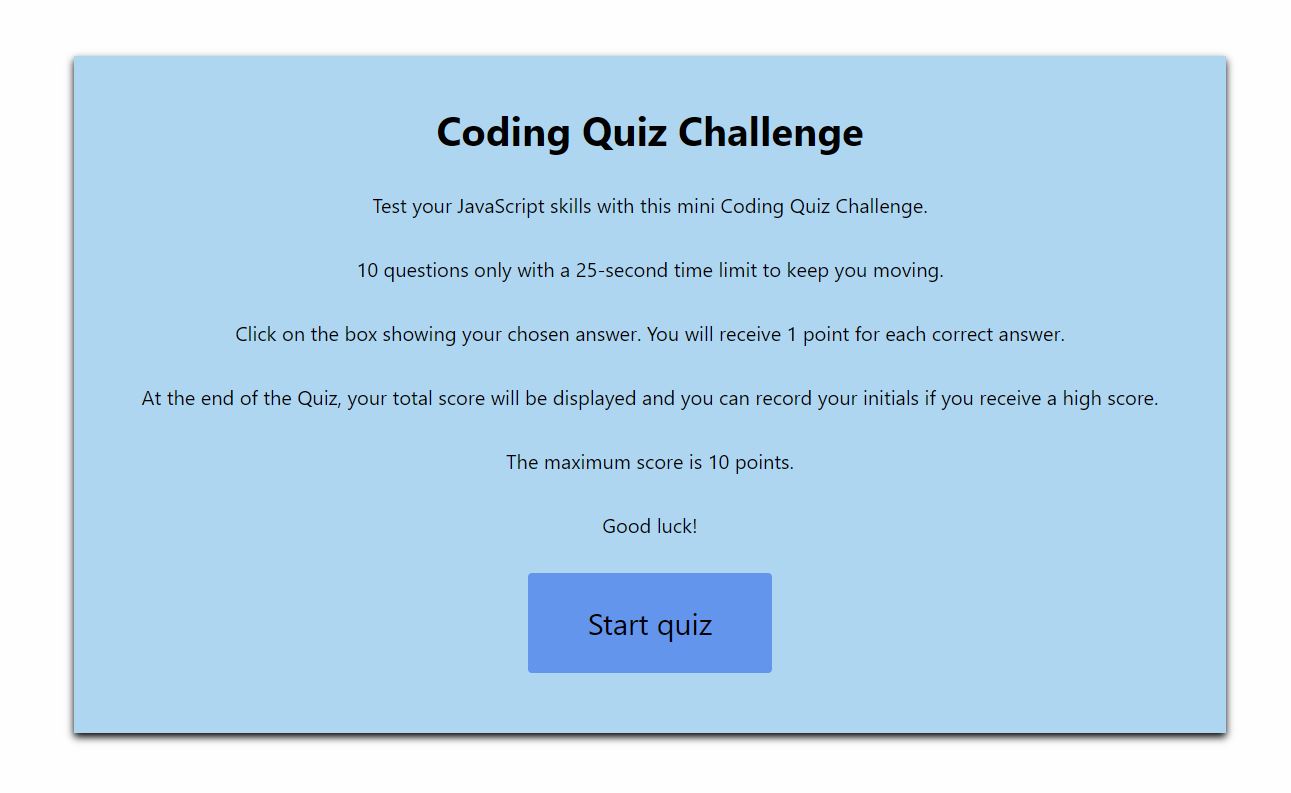 Coding Quiz Challenge
Test your JavaScript skills with this mini Coding Quiz Challenge.
10 questions only with a 25-second time limit to keep you moving.
Click on the box showing your chosen answer. You will receive 1 point for each correct answer.
At the end of the Quiz, your total score will be displayed and you can record your initials if you receive a high score.
The maximum score is 10 points.
Good luck!
Start quiz